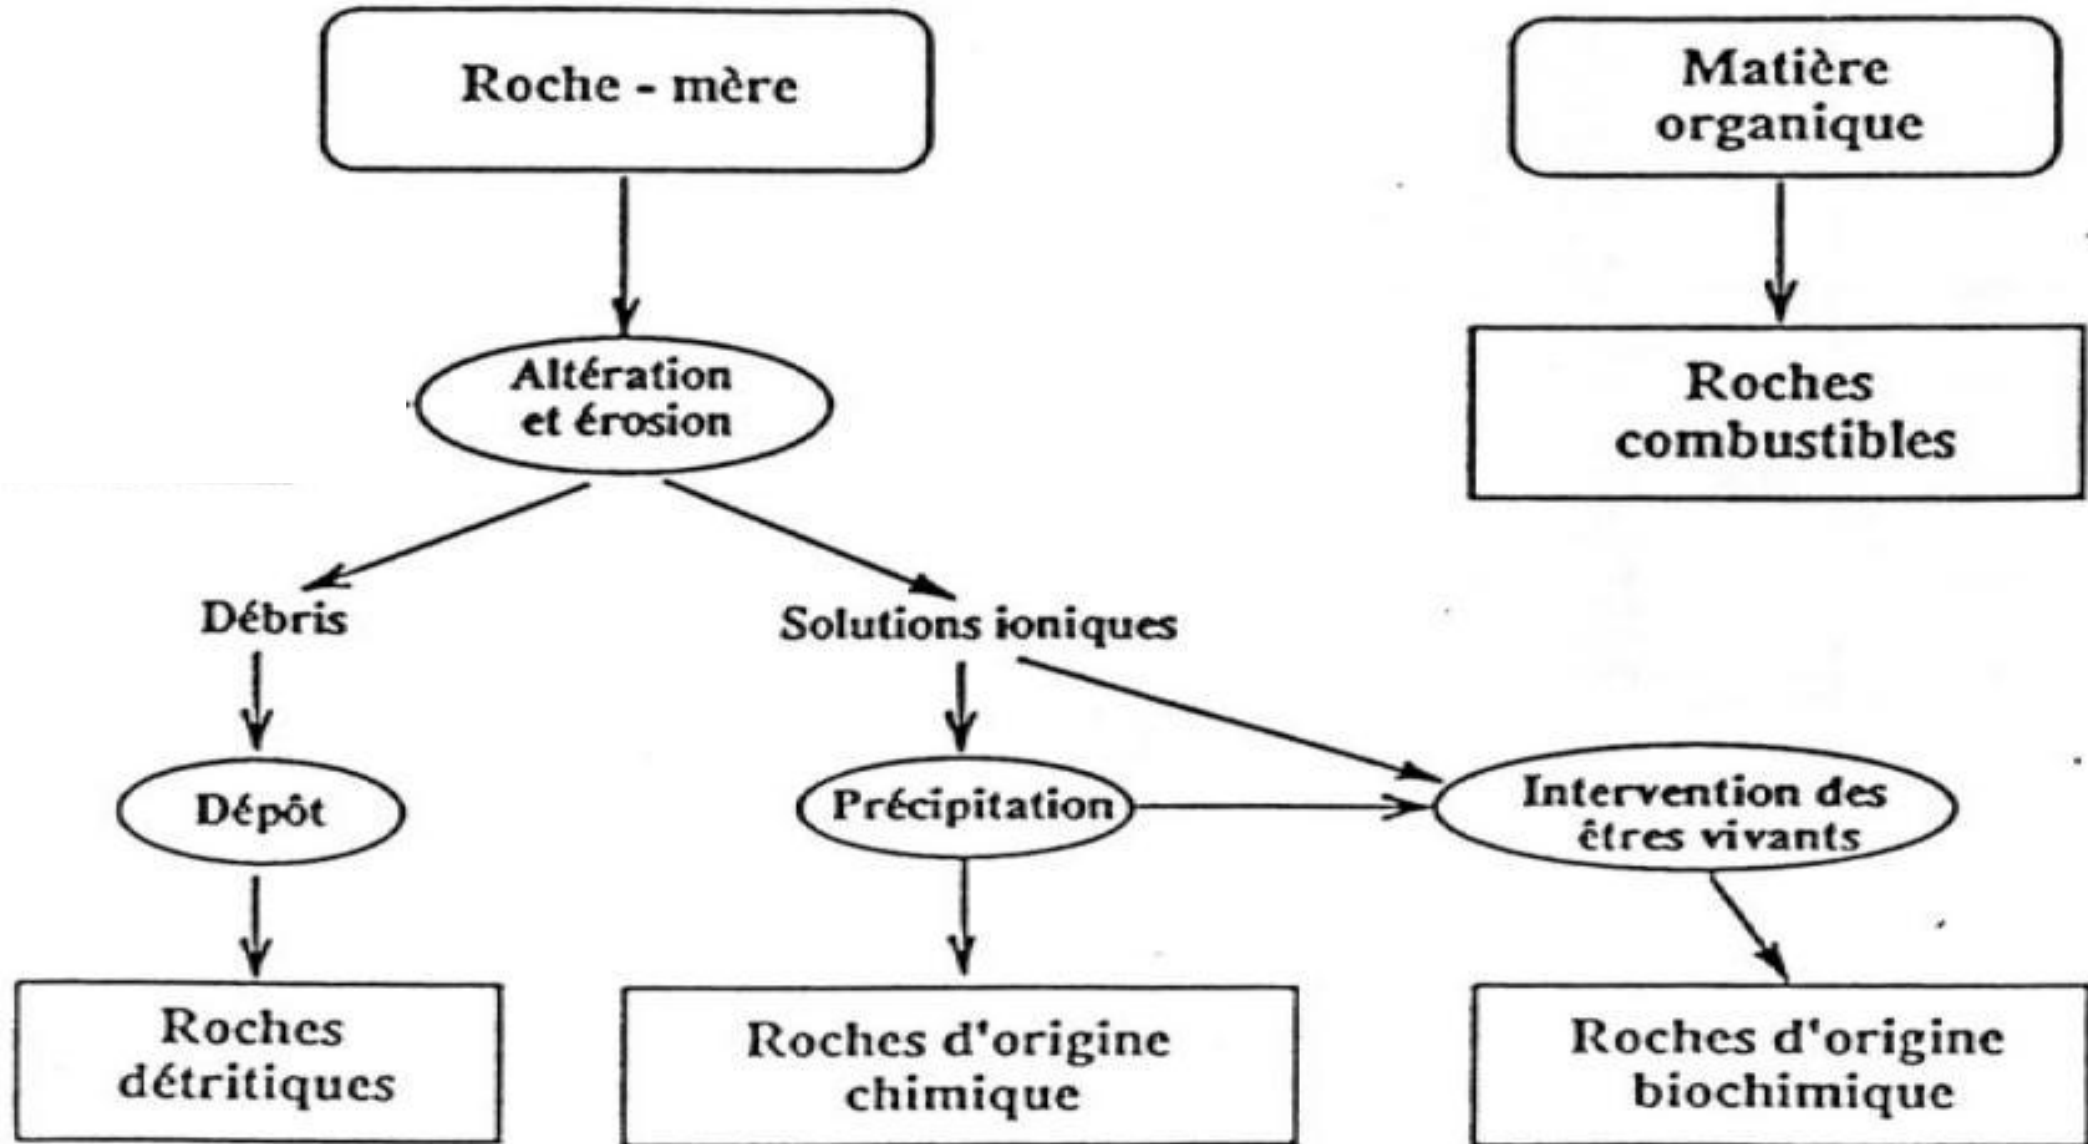 Roche - mère
Matière
organique
Altération
et érosion
Roches
combustibles
Débris
Solutions ioniques
Dépôt
Précipitation
Intervention des
êtres vivants
Roches
détritiques
Roches d'origine
chimique
Roches d'origine
biochimique